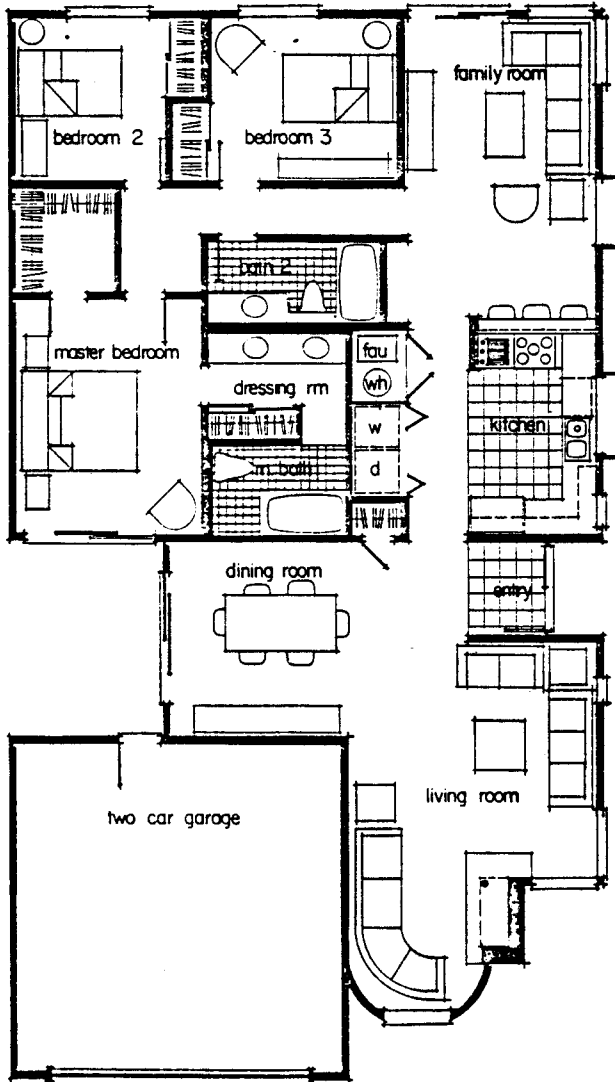 family room
bedroom 2
bedroom 3
bath 2
master bedroom
fau
wh
dressing rm
w
kitchen
m bath
d
dining room
entry
living room
two car garage